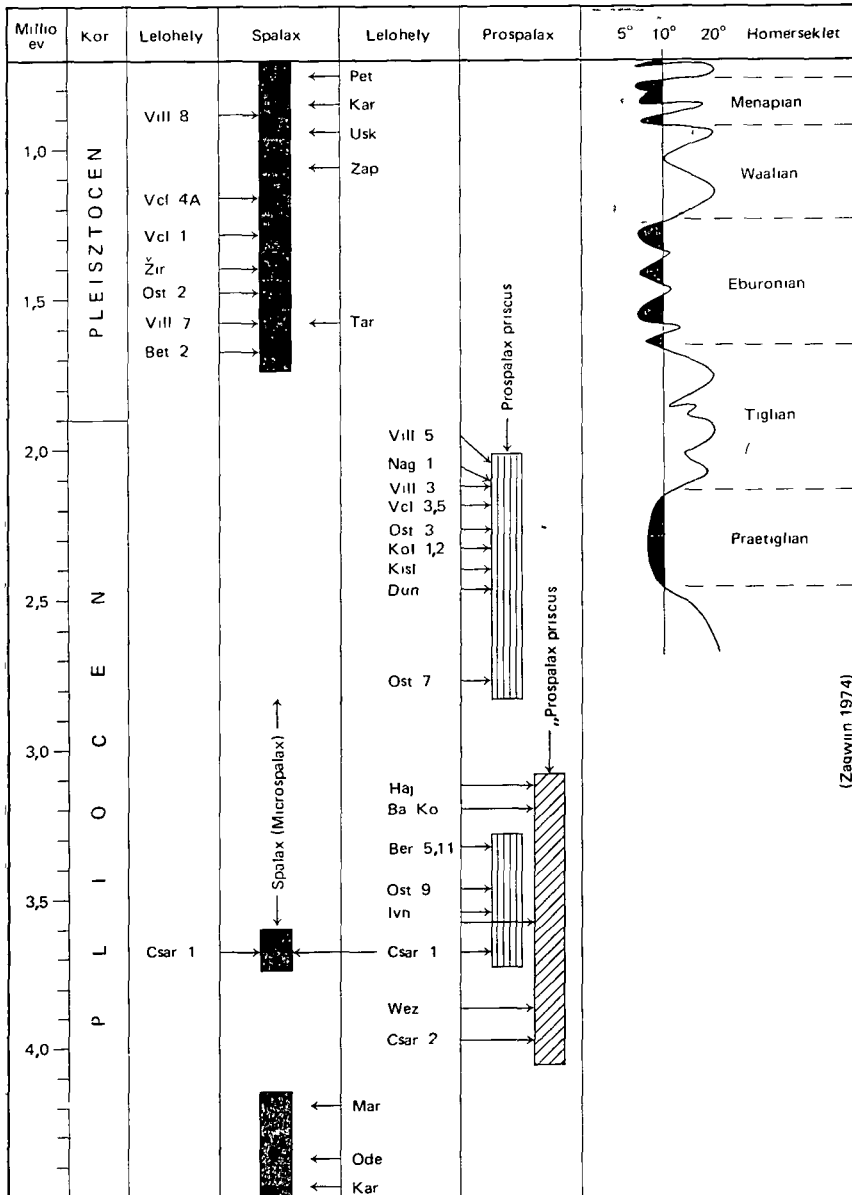 Millio ev
Kor
Lelohely
Spalax
Lelohely
Prospalax
5° 10° 20° Homerseklet
1,0
1,5
2,0
2,5
3,0
3,5
4,0
PLEISZTOCEN
PLIOCEN
Vill 8
Vcl 4A
Vcl 1
Žir
Ost 2
Vill 7
Bet 2
Csar 1
Spalax (Microspalax)
Pet
Kar
Usk
Zap
Tar
Vill 5
Nag 1
Vill 3
Vcl 3,5
Ost 3
Kol 1,2
Kisl
Dun
Ost 7
Haj
Ba Ko
Ber 5,11
Ost 9
Ivn
Csar 1
Wez
Csar 2
Mar
Ode
Kar
Prospalax priscus
„Prospalax priscus
Menapian
Waalian
Eburonian
Tiglian
Praetiglian
(Zagwijn 1974)